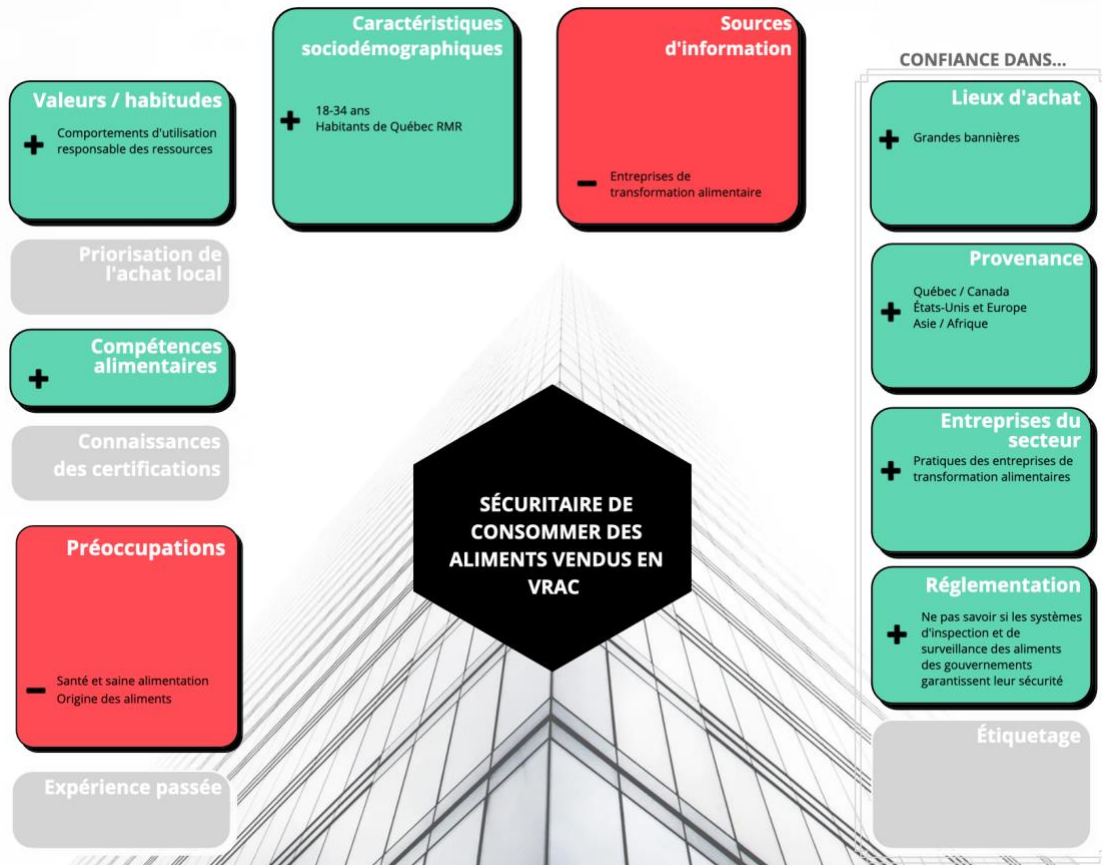 Caractéristiques
sociodémographiques
+
18-34 ans
Habitants de Québec RMR
Sources
d'information
−
Entreprises de
transformation alimentaire
Valeurs / habitudes
+
Comportements d'utilisation
responsable des ressources
Priorisation de
l'achat local
Compétences
alimentaires
+
Connaissances
des certifications
Préoccupations
−
Santé et saine alimentation
Origine des aliments
Expérience passée
SÉCURITAIRE DE
CONSOMMER DES
ALIMENTS VENDUS EN
VRAC
CONFIANCE DANS...
Lieux d'achat
+
Grandes bannières
Provenance
+
Québec / Canada
États-Unis et Europe
Asie / Afrique
Entreprises du
secteur
+
Pratiques des entreprises de
transformation alimentaires
Réglementation
+
Ne pas savoir si les systèmes
d'inspection et de
surveillance des aliments
des gouvernements
garantissent leur sécurité
Étiquetage